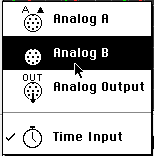 A
Analog A
Analog B
OUT
Analog Output
Time Input